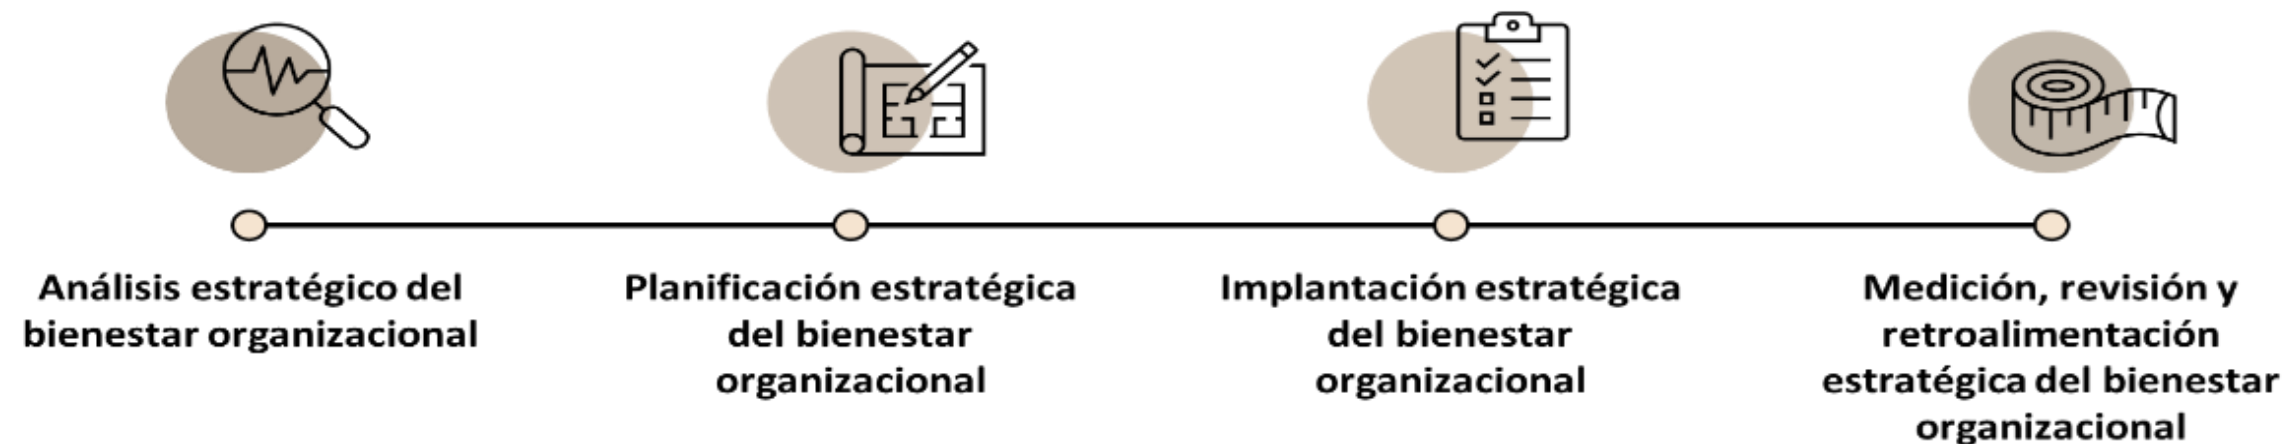 Análisis estratégico del
bienestar organizacional
Planificación estratégica
del bienestar
organizacional
Implantación estratégica
del bienestar
organizacional
Medición, revisión y
retroalimentación
estratégica del bienestar
organizacional